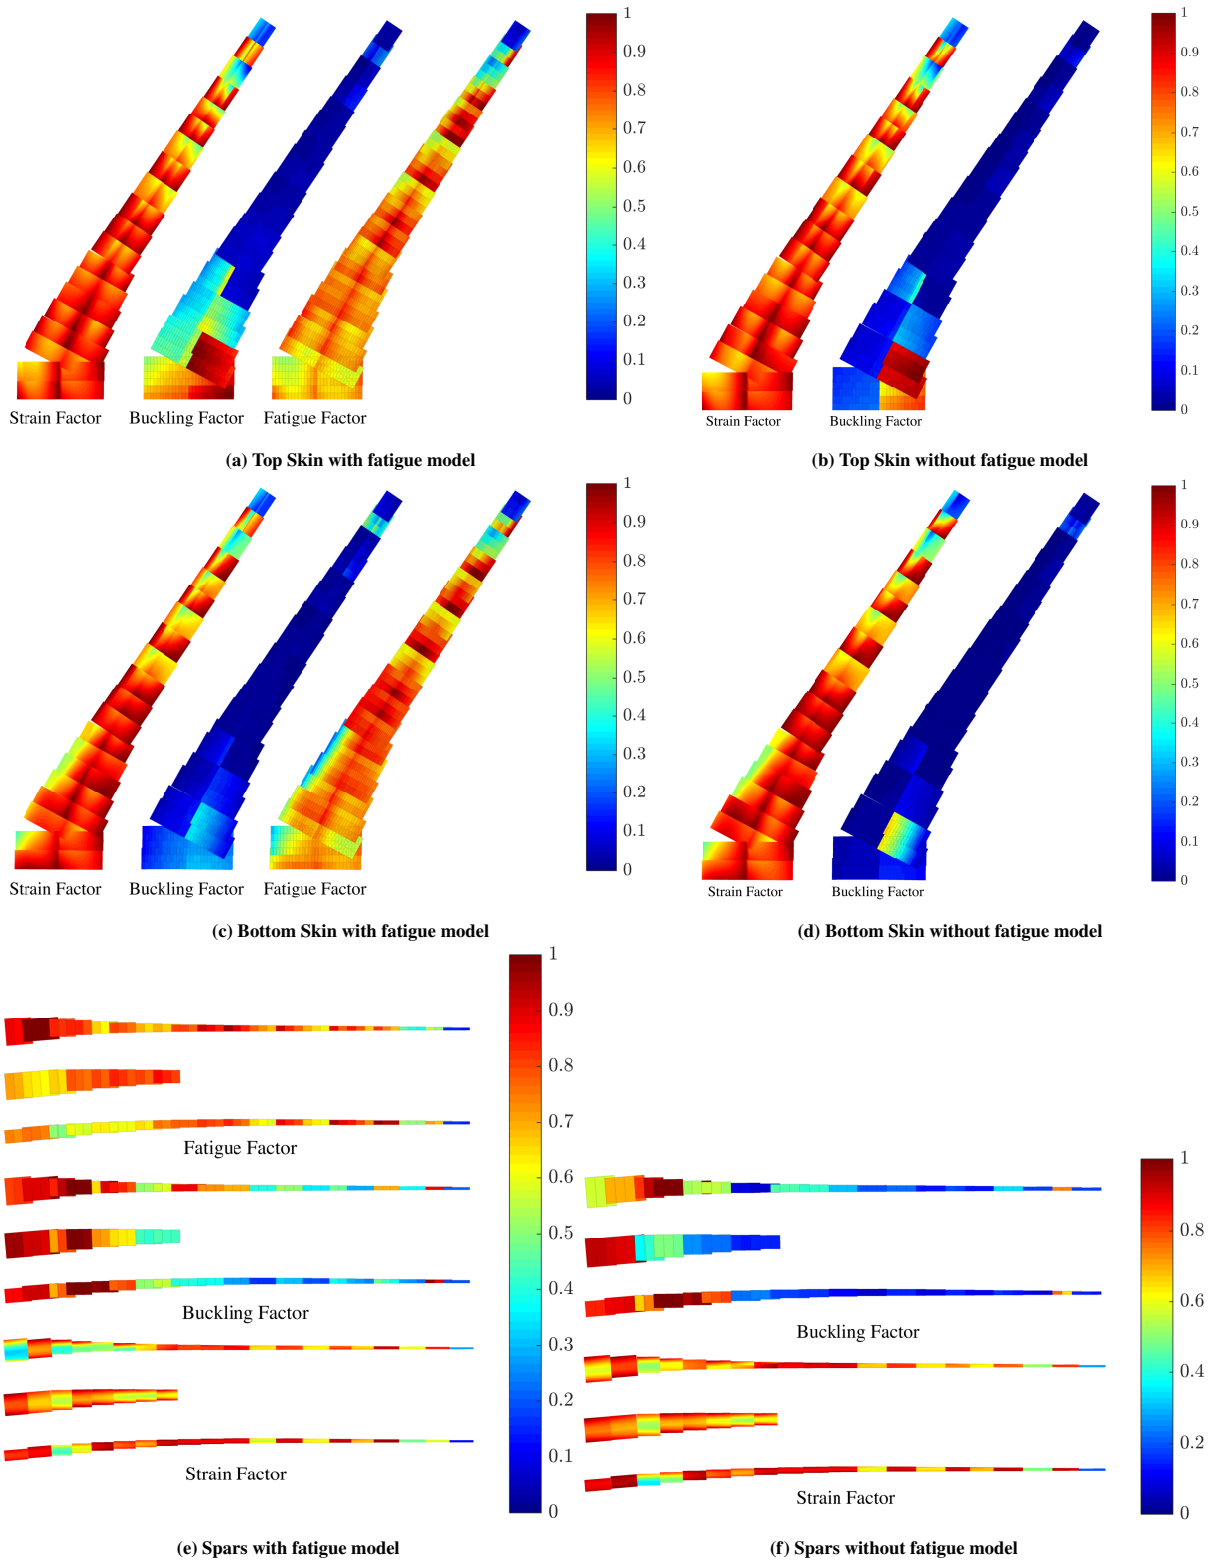 1
0.9
0.8
0.7
0.6
0.5
0.4
0.3
0.2
0.1
0
Strain Factor
Buckling Factor
Fatigue Factor
(a) Top Skin with fatigue model
1
0.9
0.8
0.7
0.6
0.5
0.4
0.3
0.2
0.1
0
Strain Factor
Buckling Factor
(b) Top Skin without fatigue model
1
0.9
0.8
0.7
0.6
0.5
0.4
0.3
0.2
0.1
0
Strain Factor
Buckling Factor
Fatigue Factor
(c) Bottom Skin with fatigue model
1
0.9
0.8
0.7
0.6
0.5
0.4
0.3
0.2
0.1
0
Strain Factor
Buckling Factor
(d) Bottom Skin without fatigue model
Fatigue Factor
Buckling Factor
Strain Factor
1
0.9
0.8
0.7
0.6
0.5
0.4
0.3
0.2
0.1
0
(e) Spars with fatigue model
Buckling Factor
Strain Factor
1
0.8
0.6
0.4
0.2
0
(f) Spars without fatigue model